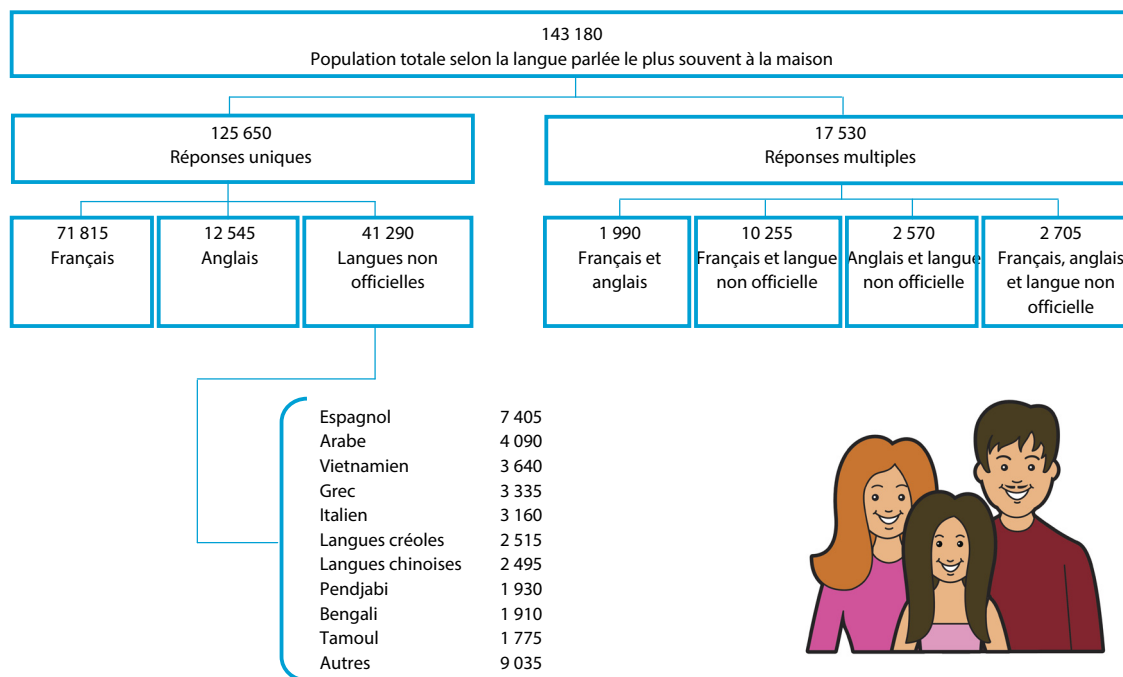 143 180
Population totale selon la langue parlée le plus souvent à la maison
125 650
Réponses uniques
17 530
Réponses multiples
71 815
Français
12 545
Anglais
41 290
Langues non
officielles
1 990
Français et
anglais
10 255
Français et langue
non officielle
2 570
Anglais et langue
non officielle
2 705
Français, anglais
et langue non
officielle
Espagnol 7 405
Arabe 4 090
Vietnamien 3 640
Grec 3 335
Italien 3 160
Langues créoles 2 515
Langues chinoises 2 495
Pendjabi 1 930
Bengali 1 910
Tamoul 1 775
Autres 9 035